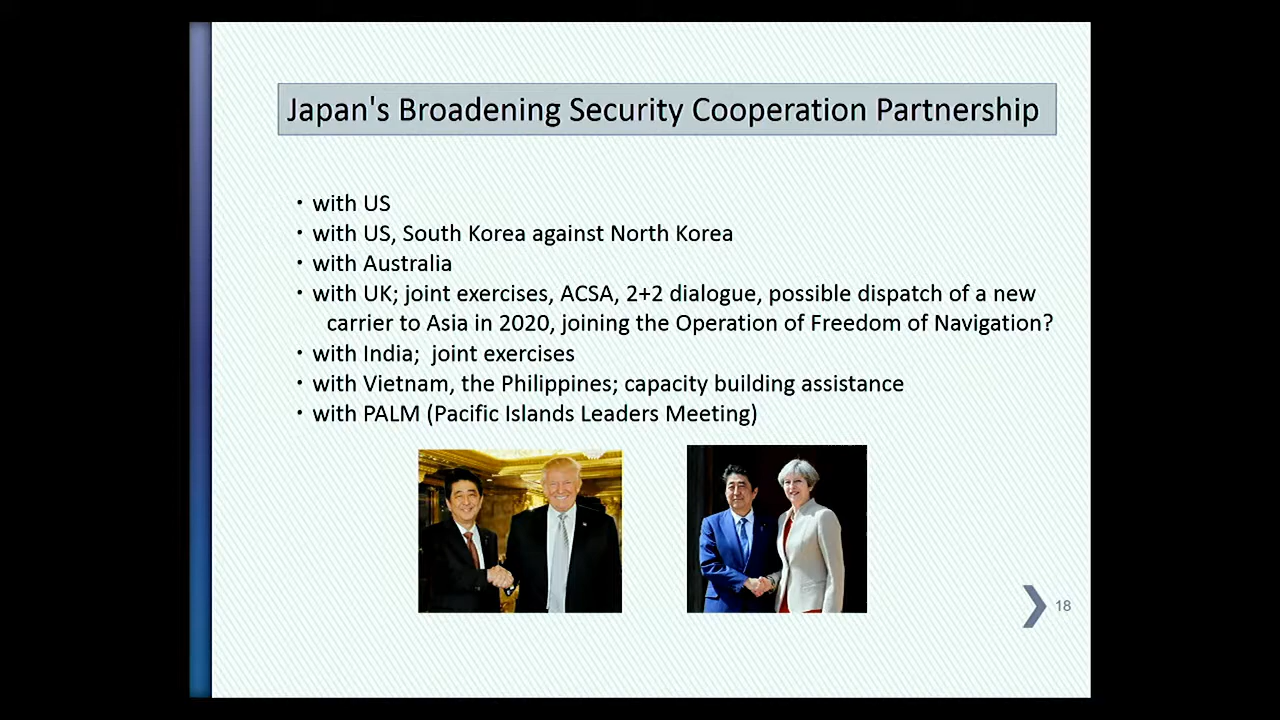 Japan's Broadening Security Cooperation Partnership
• with US
• with US, South Korea against North Korea
• with Australia
• with UK; joint exercises, ACSA, 2+2 dialogue, possible dispatch of a new
carrier to Asia in 2020, joining the Operation of Freedom of Navigation?
• with India; joint exercises
• with Vietnam, the Philippines; capacity building assistance
• with PALM (Pacific Islands Leaders Meeting)
18